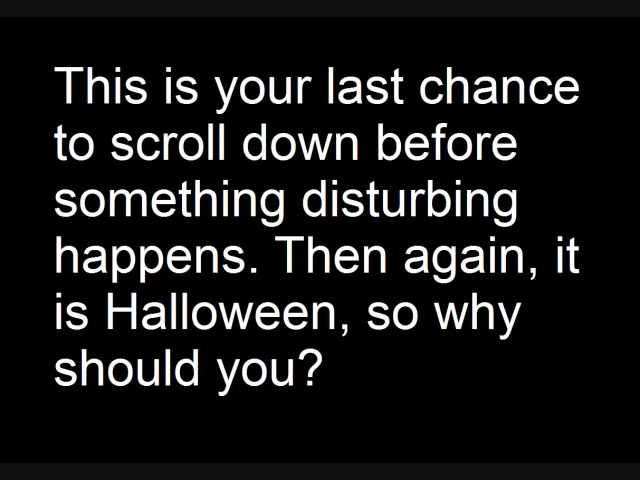 This is your last chance
to scroll down before
something disturbing
happens. Then again, it
is Halloween, so why
should you?